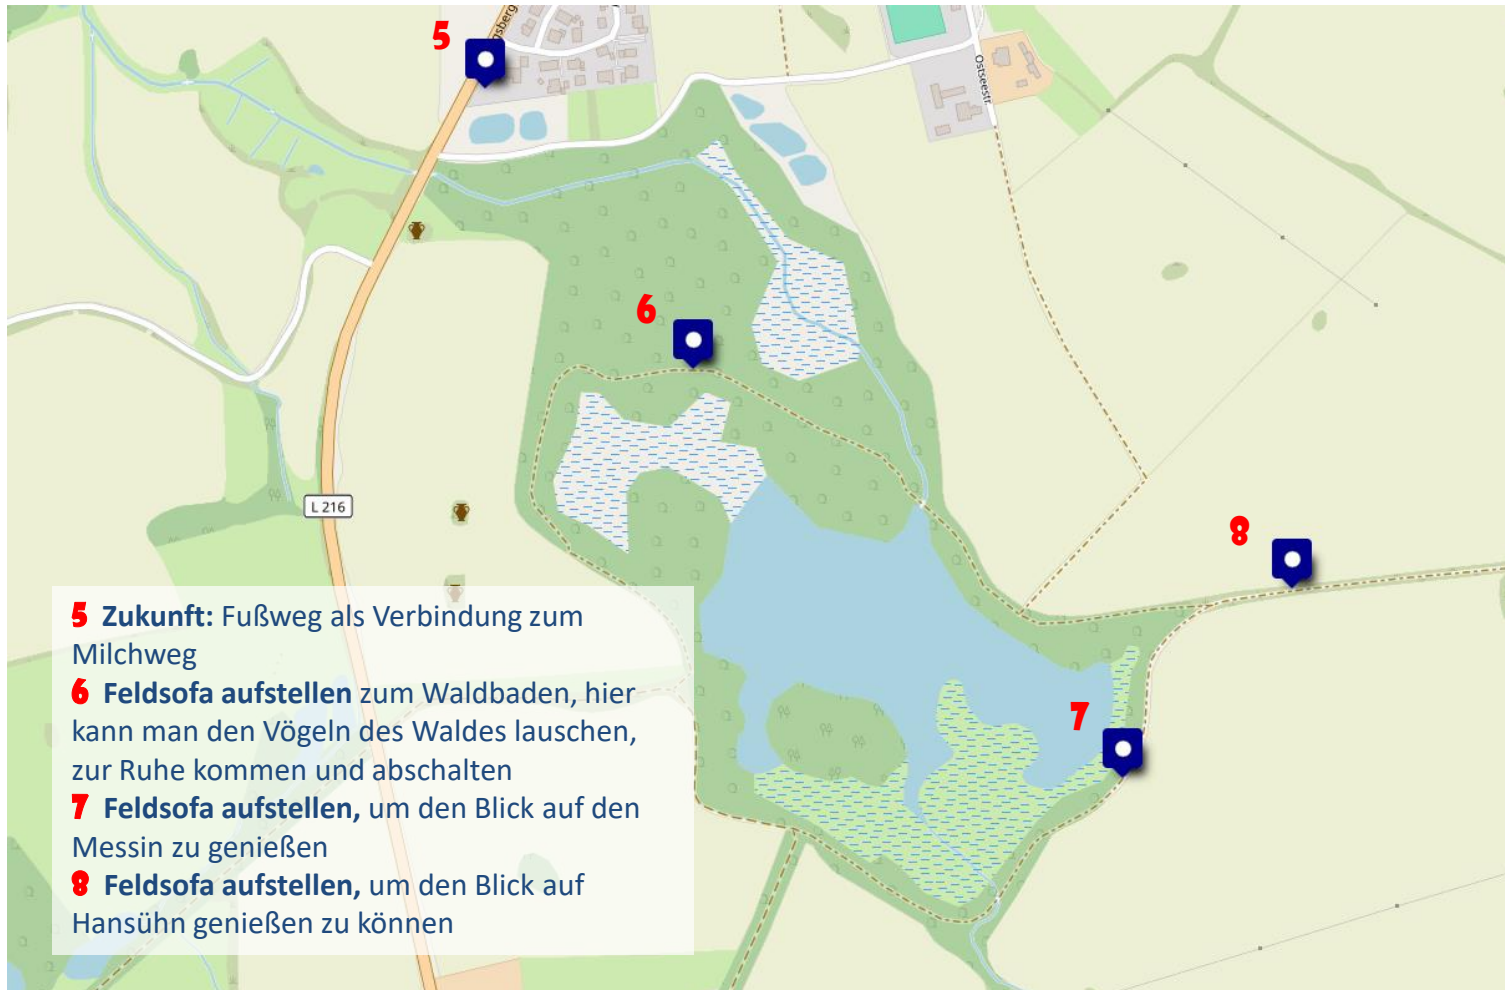 5
gsberg
Ostseestr.
6
L 216
8
7
5 Zukunft: Fußweg als Verbindung zum
Milchweg
6 Feldsofa aufstellen zum Waldbaden, hier
kann man den Vögeln des Waldes lauschen,
zur Ruhe kommen und abschalten
7 Feldsofa aufstellen, um den Blick auf den
Messin zu genießen
8 Feldsofa aufstellen, um den Blick auf
Hansühn genießen zu können